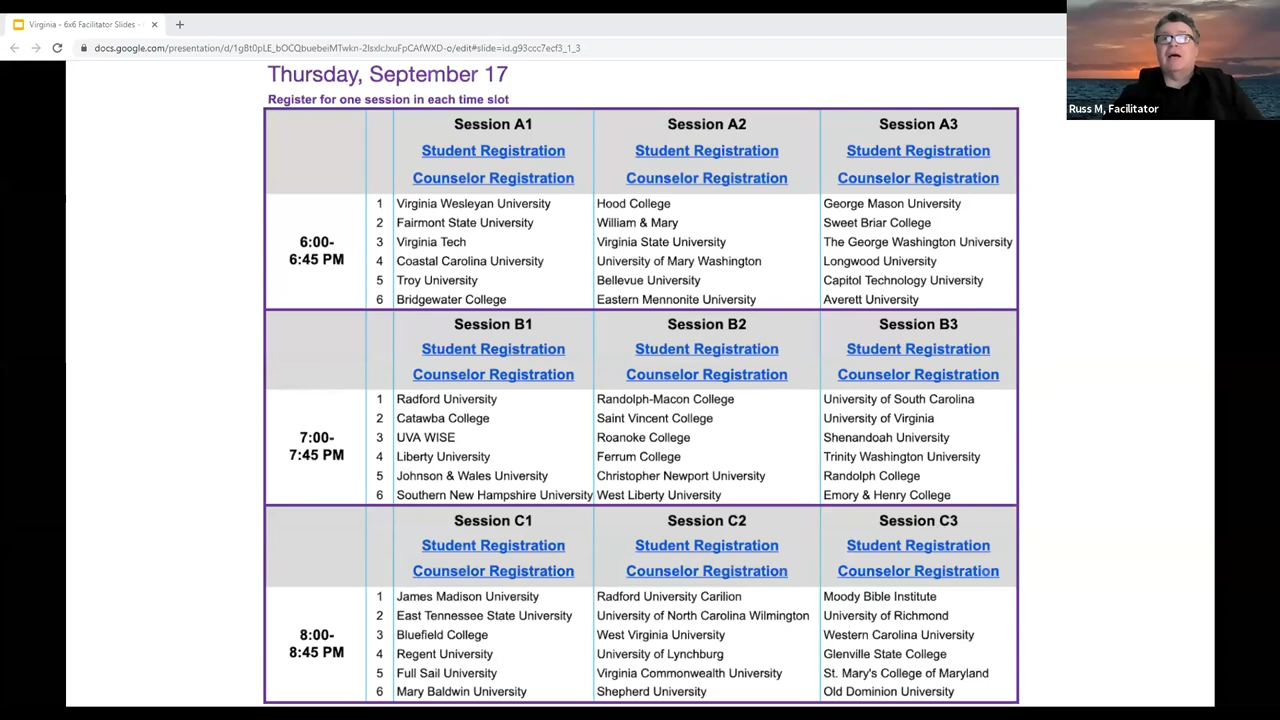 Virginia - 6x6 Facilitator Slides -
docs.google.com/presentation/d/1gBt0pLE_bOCQbuebeiMTwkn-2lsxlcJxuFpCAfWXD-o/edit#slide=id.g93ccc7ecf3_1_3
Russ M, Facilitator
Thursday, September 17
Register for one session in each time slot
Session A1 Session A2 Session A3
Student Registration Student Registration Student Registration
Counselor Registration Counselor Registration Counselor Registration
6:00-
6:45 PM
1 Virginia Wesleyan University Hood College George Mason University
2 Fairmont State University William & Mary Sweet Briar College
3 Virginia Tech Virginia State University The George Washington University
4 Coastal Carolina University University of Mary Washington Longwood University
5 Troy University Bellevue University Capitol Technology University
6 Bridgewater College Eastern Mennonite University Averett University
Session B1 Session B2 Session B3
Student Registration Student Registration Student Registration
Counselor Registration Counselor Registration Counselor Registration
7:00-
7:45 PM
1 Radford University Randolph-Macon College University of South Carolina
2 Catawba College Saint Vincent College University of Virginia
3 UVA WISE Roanoke College Shenandoah University
4 Liberty University Ferrum College Trinity Washington University
5 Johnson & Wales University Christopher Newport University Randolph College
6 Southern New Hampshire University West Liberty University Emory & Henry College
Session C1 Session C2 Session C3
Student Registration Student Registration Student Registration
Counselor Registration Counselor Registration Counselor Registration
8:00-
8:45 PM
1 James Madison University Radford University Carilion Moody Bible Institute
2 East Tennessee State University University of North Carolina Wilmington University of Richmond
3 Bluefield College West Virginia University Western Carolina University
4 Regent University University of Lynchburg Glenville State College
5 Full Sail University Virginia Commonwealth University St. Mary's College of Maryland
6 Mary Baldwin University Shepherd University Old Dominion University